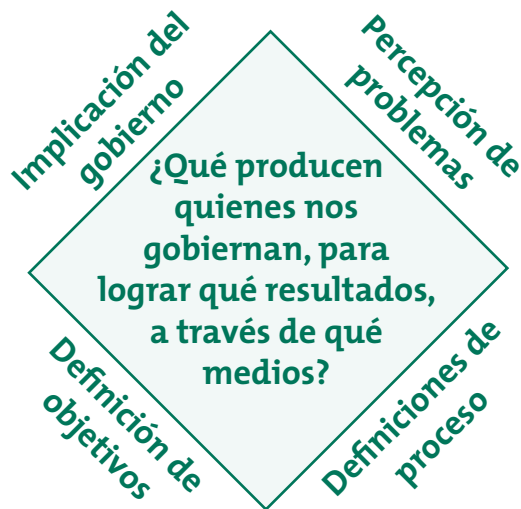 Implicación del
gobierno
Percepción de
problemas
¿Qué producen
quienes nos
gobiernan, para
lograr qué resultados,
a través de qué
medios?
Definición de
objetivos
Definiciones de
proceso